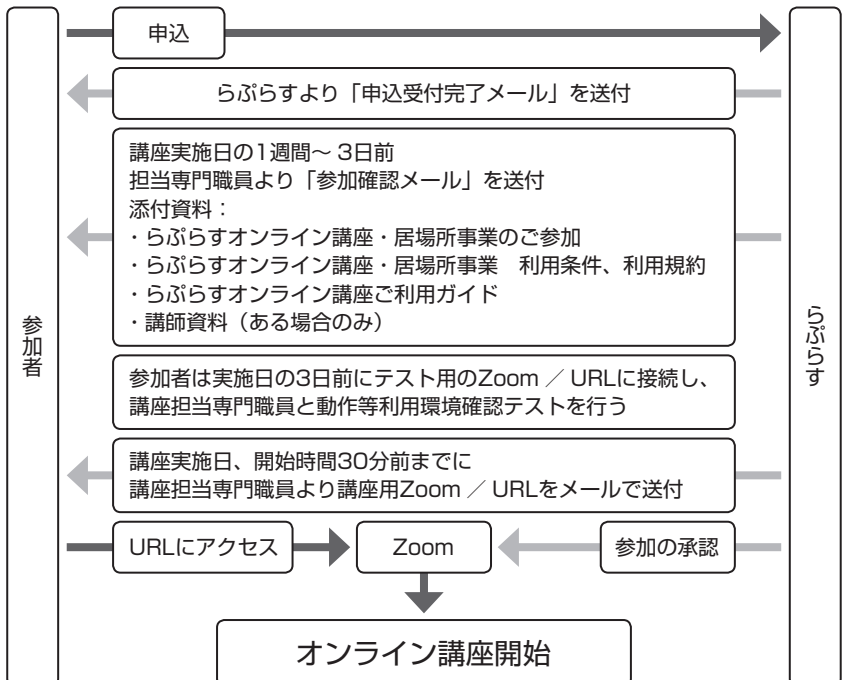 申込
らぷらすより「申込受付完了メール」を送付
講座実施日の1週間～ 3日前
担当専門職員より「参加確認メール」を送付
添付資料：
・らぷらすオンライン講座・居場所事業のご参加
・らぷらすオンライン講座・居場所事業　利用条件、利用規約
・らぷらすオンライン講座ご利用ガイド
・講師資料（ある場合のみ）
参加者
らぷらす
参加者は実施日の3日前にテスト用のZoom ／ URLに接続し、
講座担当専門職員と動作等利用環境確認テストを行う
講座実施日、開始時間30分前までに
講座担当専門職員より講座用Zoom ／ URLをメールで送付
URLにアクセス
Zoom
参加の承認
オンライン講座開始